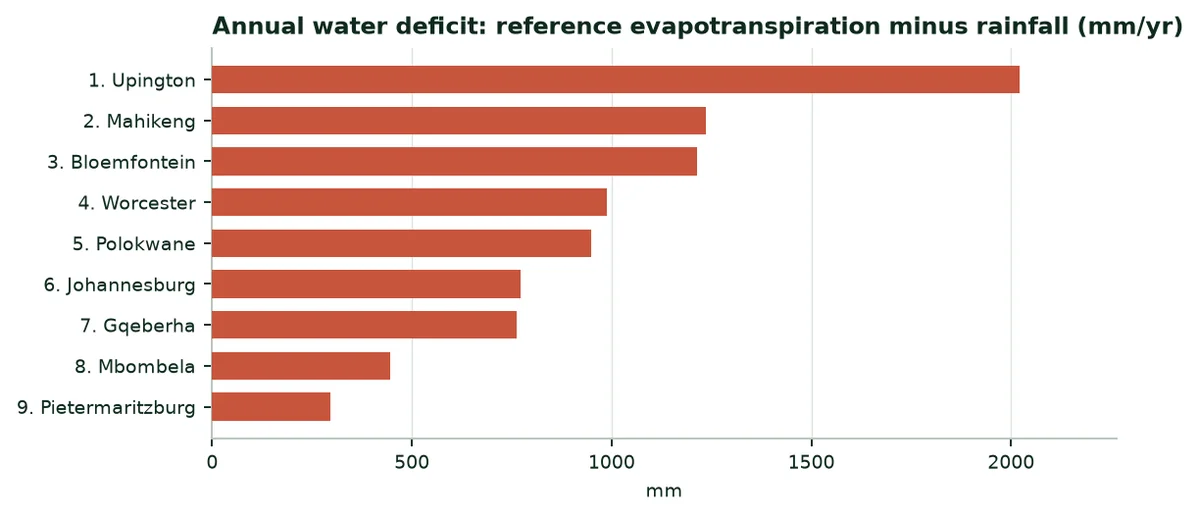 Annual water deficit: reference evapotranspiration minus rainfall (mm/yr)
1. Upington
2. Mahikeng
3. Bloemfontein
4. Worcester
5. Polokwane
6. Johannesburg
7. Gqeberha
8. Mbombela
9. Pietermaritzburg
0 500 1000 1500 2000
mm